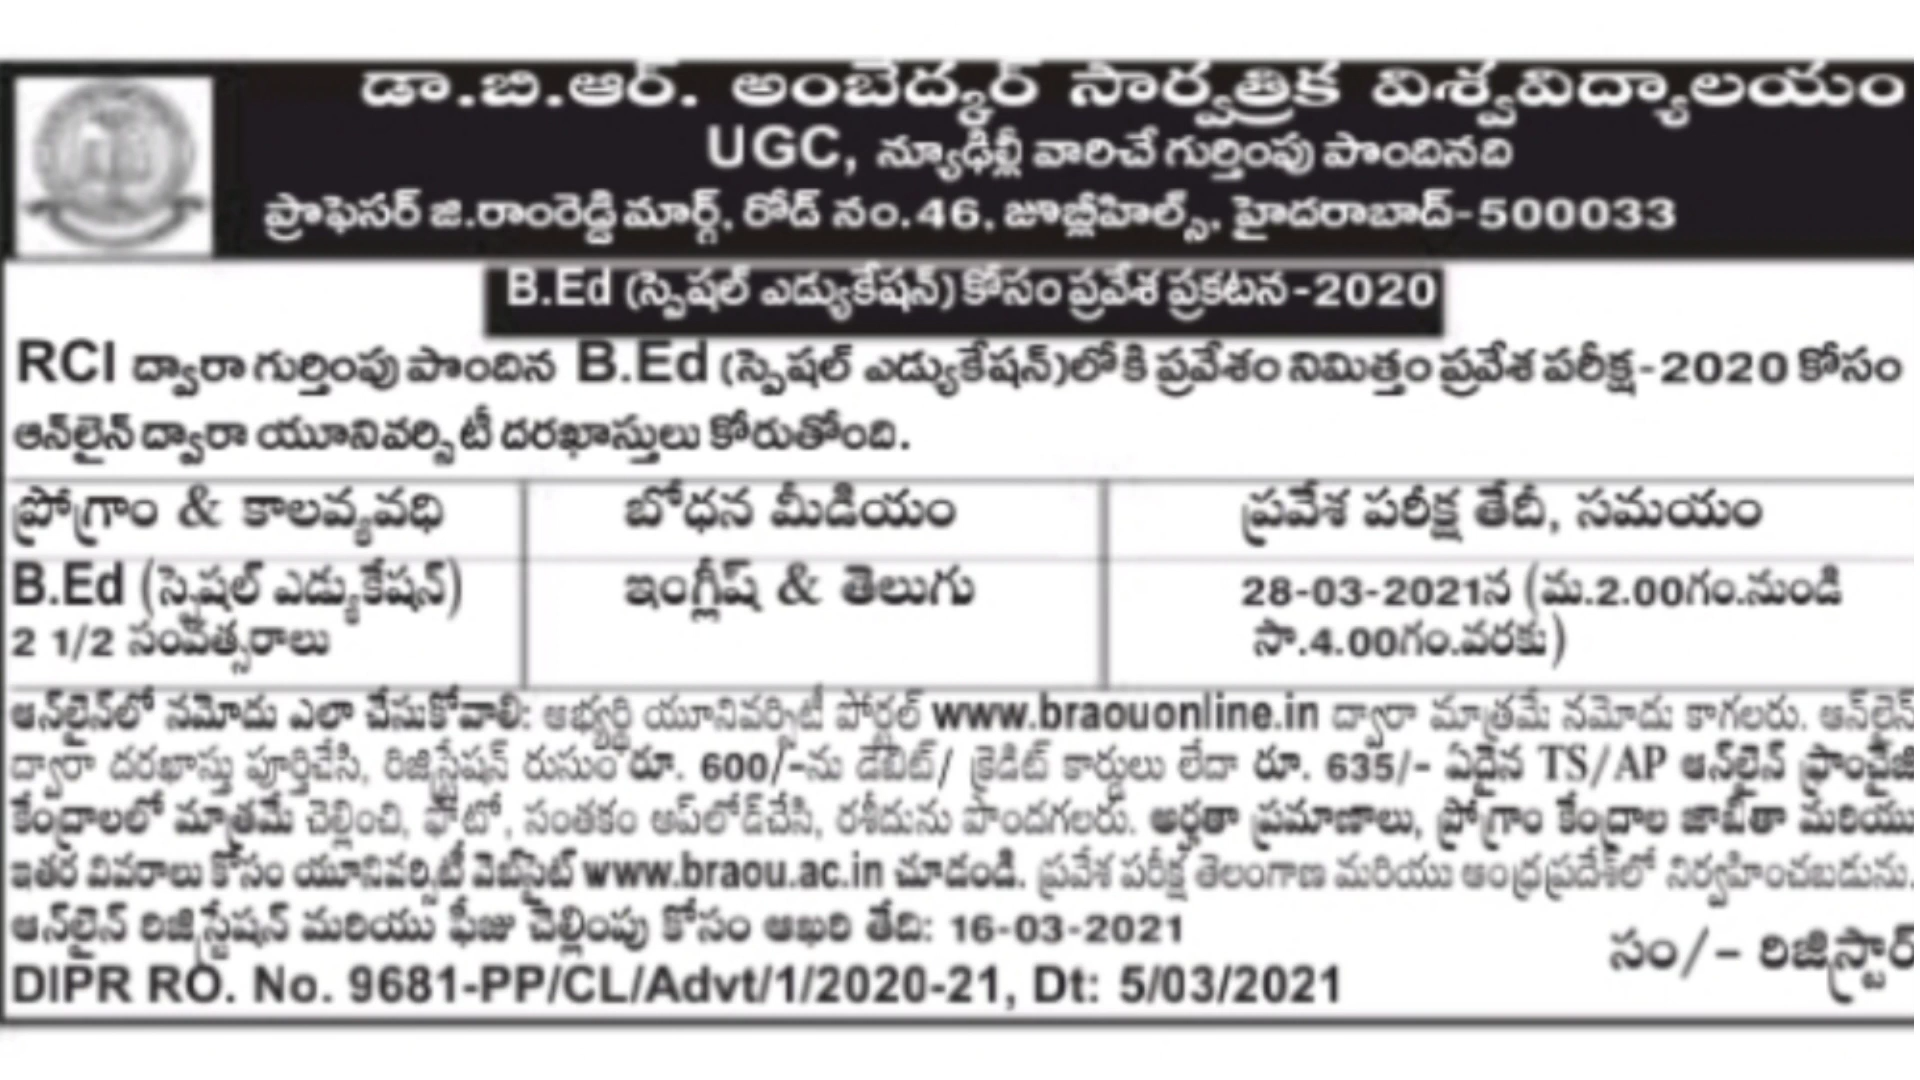 డా.బి.ఆర్. అంబేద్కర్ సార్వత్రిక విశ్వవిద్యాలయం
UGC, న్యూఢిల్లీ వారిచే గుర్తింపు పొందినది
ప్రొఫెసర్ జి.రాంరెడ్డి మార్గ్, రోడ్ నం.46, జూబ్లీహిల్స్, హైదరాబాద్-500033
B.Ed (స్పెషల్ ఎడ్యుకేషన్) కోసం ప్రవేశ ప్రకటన-2020
RCI ద్వారా గుర్తింపు పొందిన B.Ed (స్పెషల్ ఎడ్యుకేషన్)లోకి ప్రవేశం నిమిత్తం ప్రవేశ పరీక్ష-2020 కోసం
ఆన్‌లైన్ ద్వారా యూనివర్సిటీ దరఖాస్తులు కోరుతోంది.
ప్రోగ్రాం & కాలవ్యవధి బోధన మీడియం ప్రవేశ పరీక్ష తేదీ, సమయం
B.Ed (స్పెషల్ ఎడ్యుకేషన్) ఇంగ్లీష్ & తెలుగు 28-03-2021న (మ.2.00గం.నుండి
2 1/2 సంవత్సరాలు సా.4.00గం.వరకు)
ఆన్‌లైన్‌లో నమోదు ఎలా చేసుకోవాలి: అభ్యర్థి యూనివర్సిటీ పోర్టల్ www.braouonline.in ద్వారా మాత్రమే నమోదు కాగలరు. ఆన్‌లైన్
ద్వారా దరఖాస్తు పూర్తిచేసి, రిజిస్ట్రేషన్ రుసుం రూ. 600/-ను డెబిట్/ క్రెడిట్ కార్డులు లేదా రూ. 635/- ఏదైన TS/AP ఆన్‌లైన్ ఫ్రాంచైజి
కేంద్రాలలో మాత్రమే చెల్లించి, ఫోటో, సంతకం అప్‌లోడ్‌చేసి, రశీదును పొందగలరు. అర్హతా ప్రమాణాలు, ప్రోగ్రాం కేంద్రాల జాబితా మరియు
ఇతర వివరాలు కోసం యూనివర్సిటీ వెబ్‌సైట్ www.braou.ac.in చూడండి. ప్రవేశ పరీక్ష తెలంగాణ మరియు ఆంధ్రప్రదేశ్‌లో నిర్వహించబడును.
ఆన్‌లైన్ రిజిస్ట్రేషన్ మరియు ఫీజు చెల్లింపు కోసం ఆఖరి తేది: 16-03-2021
సం/- రిజిస్ట్రార్
DIPR RO. No. 9681-PP/CL/Advt/1/2020-21, Dt: 5/03/2021